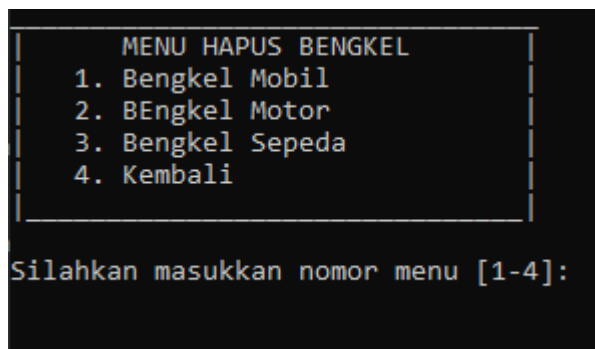 MENU HAPUS BENGKEL
1. Bengkel Mobil
2. BEngkel Motor
3. Bengkel Sepeda
4. Kembali
Silahkan masukkan nomor menu [1-4]: